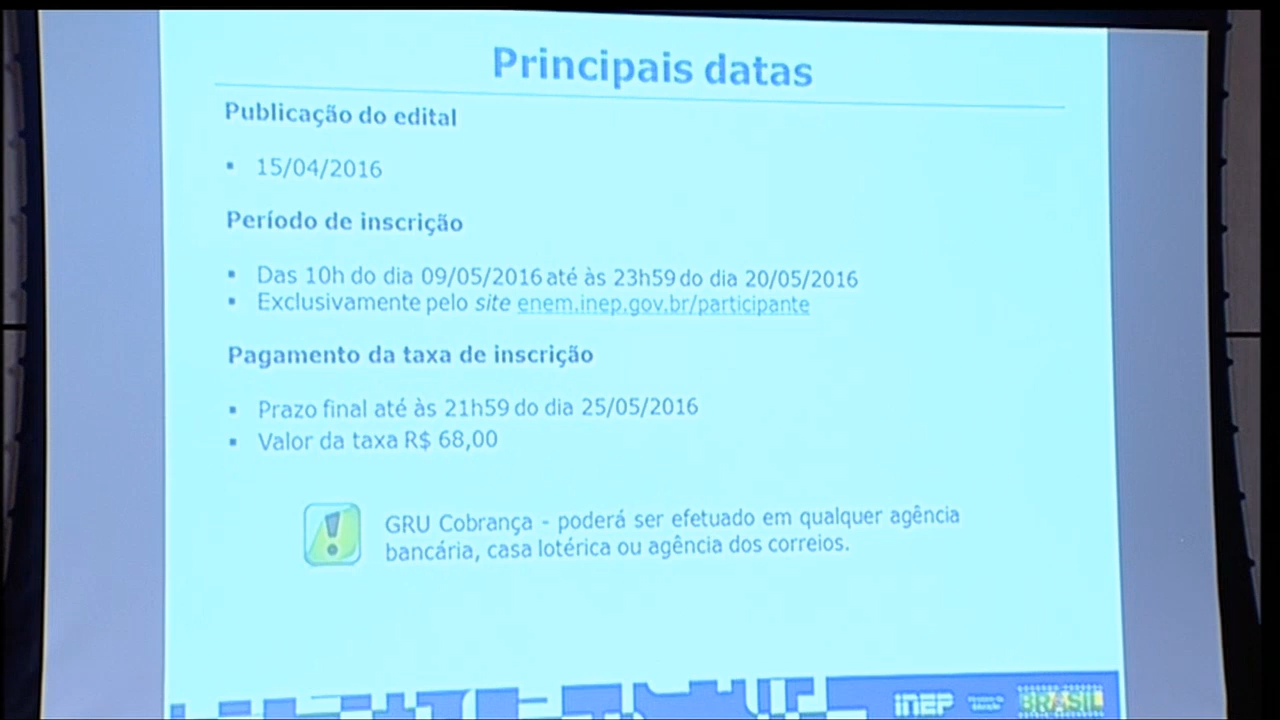 Principais datas
Publicação do edital
▪ 15/04/2016
Período de inscrição
▪ Das 10h do dia 09/05/2016 até às 23h59 do dia 20/05/2016
▪ Exclusivamente pelo site enem.inep.gov.br/participante
Pagamento da taxa de inscrição
▪ Prazo final até às 21h59 do dia 25/05/2016
▪ Valor da taxa R$ 68,00
GRU Cobrança - poderá ser efetuado em qualquer agência
bancária, casa lotérica ou agência dos correios.
inep
Ministério da
Educação
BRASIL